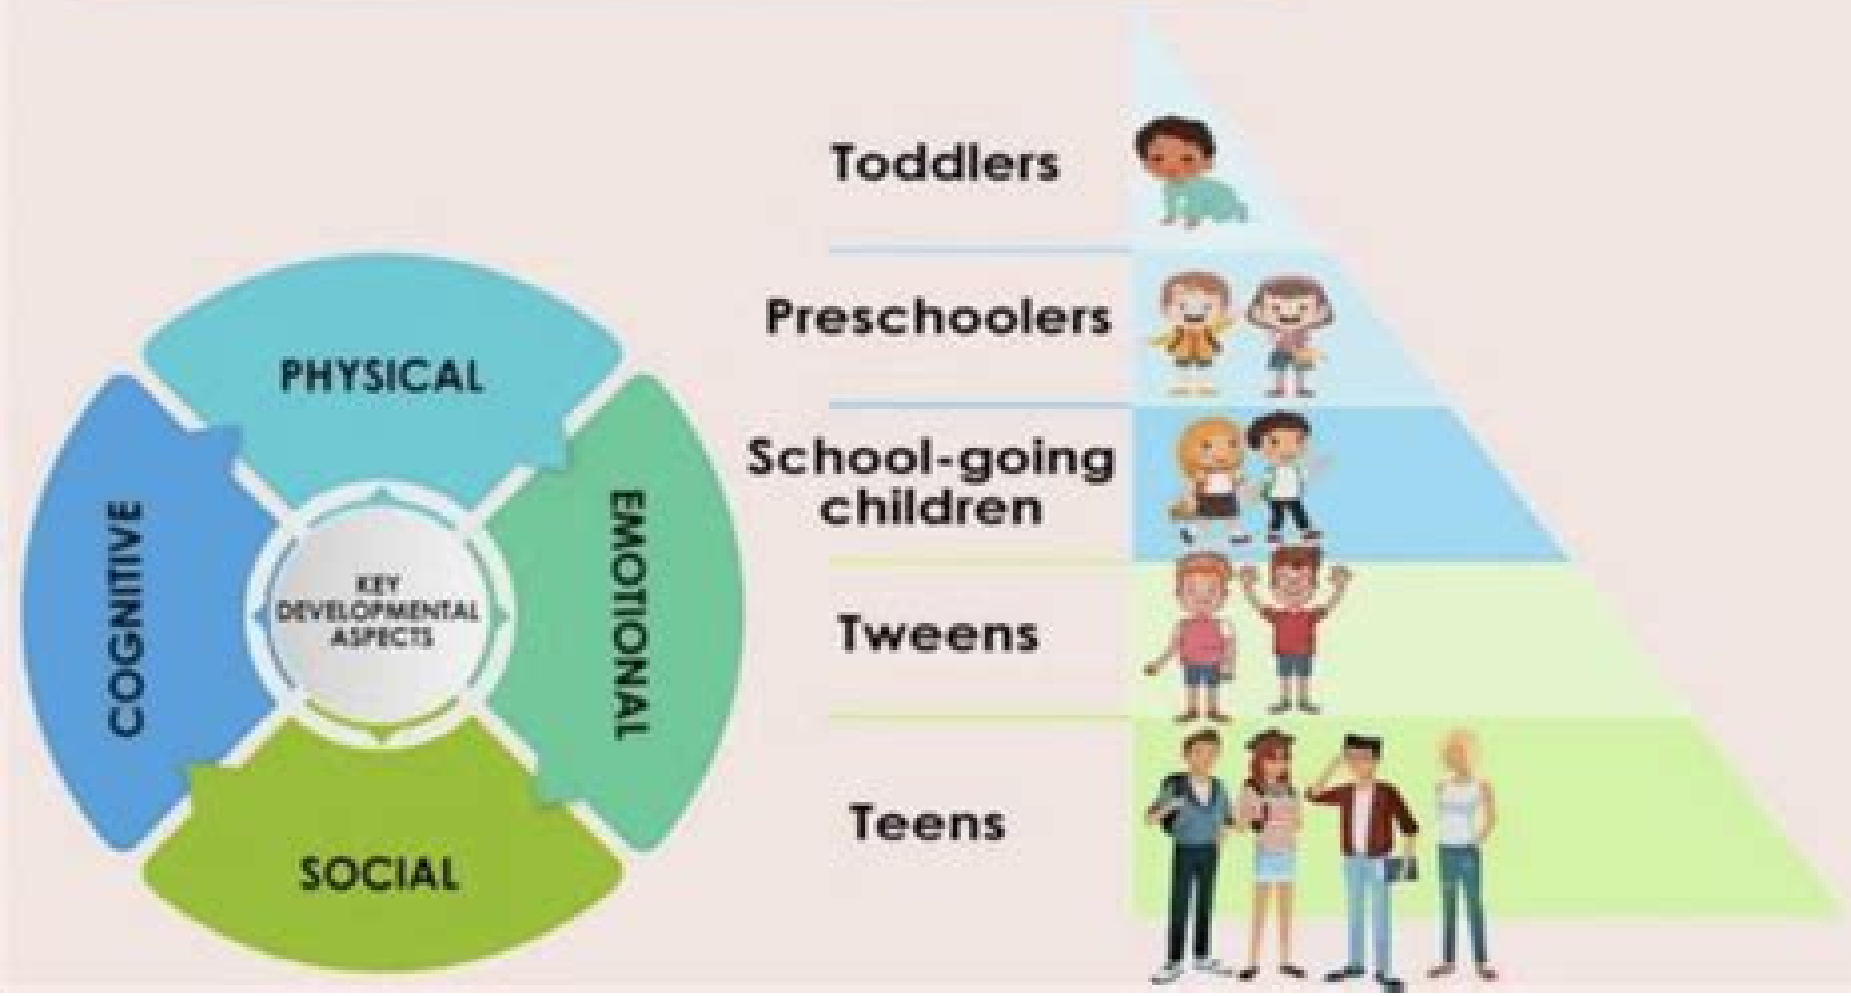 PHYSICAL
COGNITIVE
EMOTIONAL
KEY
DEVELOPMENTAL
ASPECTS
SOCIAL
Toddlers
Preschoolers
School-going
children
Tweens
Teens